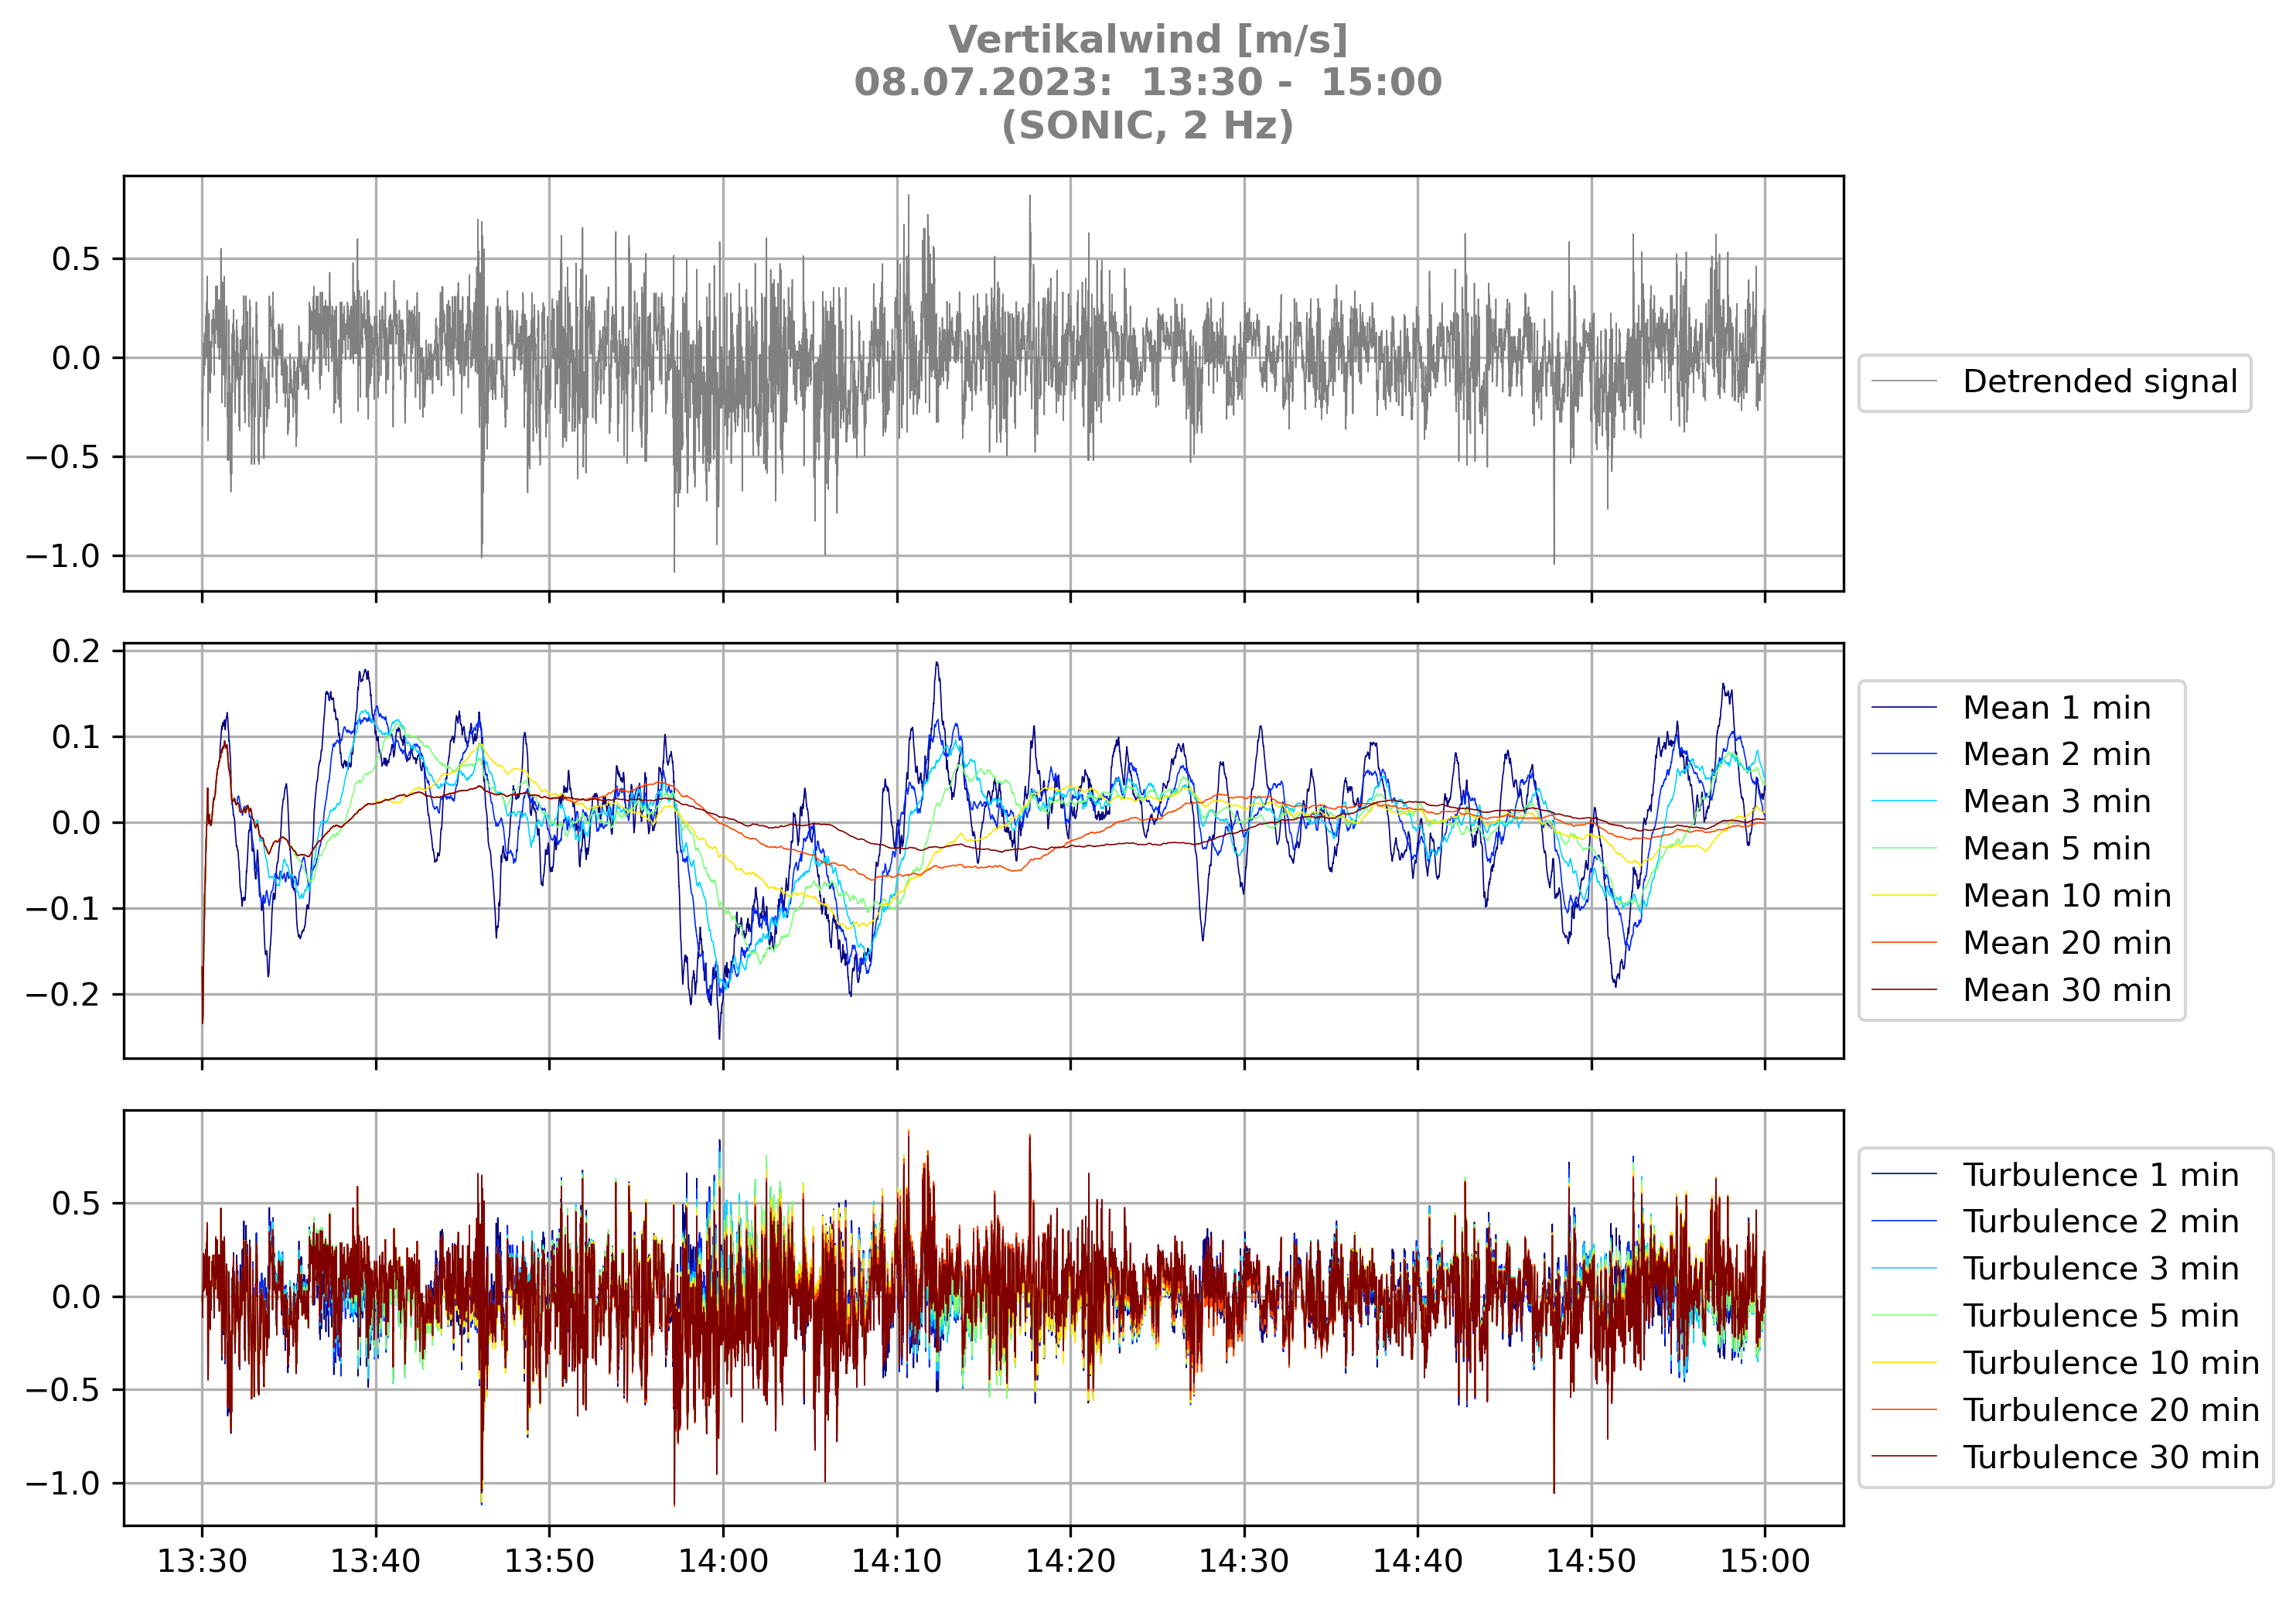 Vertikalwind [m/s]
08.07.2023:  13:30 -  15:00
(SONIC, 2 Hz)
0.5
0.0
−0.5
−1.0
Detrended signal
0.2
0.1
0.0
−0.1
−0.2
Mean 1 min
Mean 2 min
Mean 3 min
Mean 5 min
Mean 10 min
Mean 20 min
Mean 30 min
0.5
0.0
−0.5
−1.0
Turbulence 1 min
Turbulence 2 min
Turbulence 3 min
Turbulence 5 min
Turbulence 10 min
Turbulence 20 min
Turbulence 30 min
13:30 13:40 13:50 14:00 14:10 14:20 14:30 14:40 14:50 15:00